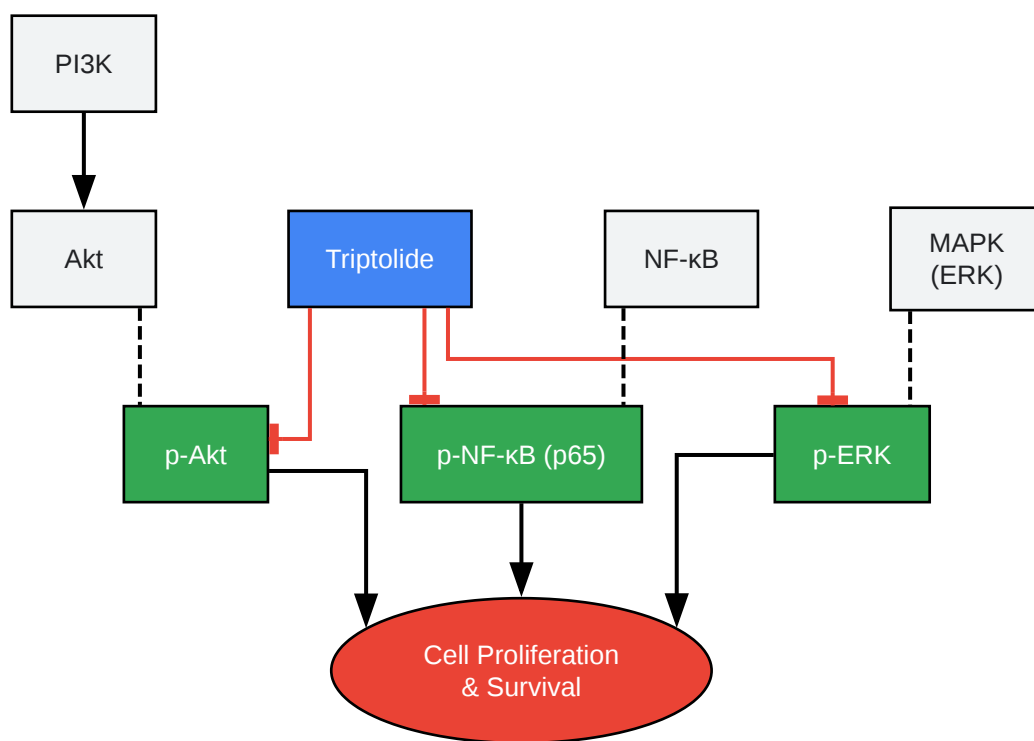 PI3K
Akt
Triptolide
NF-κB
MAPK
(ERK)
p-Akt
p-NF-κB (p65)
p-ERK
Cell Proliferation
& Survival